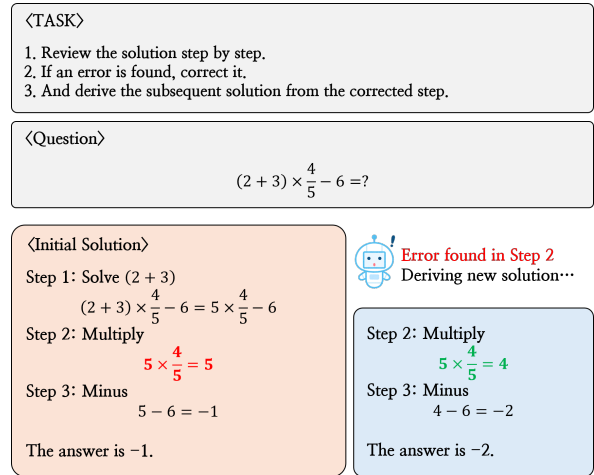 〈TASK〉
1. Review the solution step by step.
2. If an error is found, correct it.
3. And derive the subsequent solution from the corrected step.
〈Question〉
(2 + 3) × 4/5 − 6 =?
〈Initial Solution〉
Step 1: Solve (2 + 3)
(2 + 3) × 4/5 − 6 = 5 × 4/5 − 6
Step 2: Multiply
5 × 4/5 = 5
Step 3: Minus
5 − 6 = −1
The answer is −1.
!
Error found in Step 2
Deriving new solution⋯
Step 2: Multiply
5 × 4/5 = 4
Step 3: Minus
4 − 6 = −2
The answer is −2.